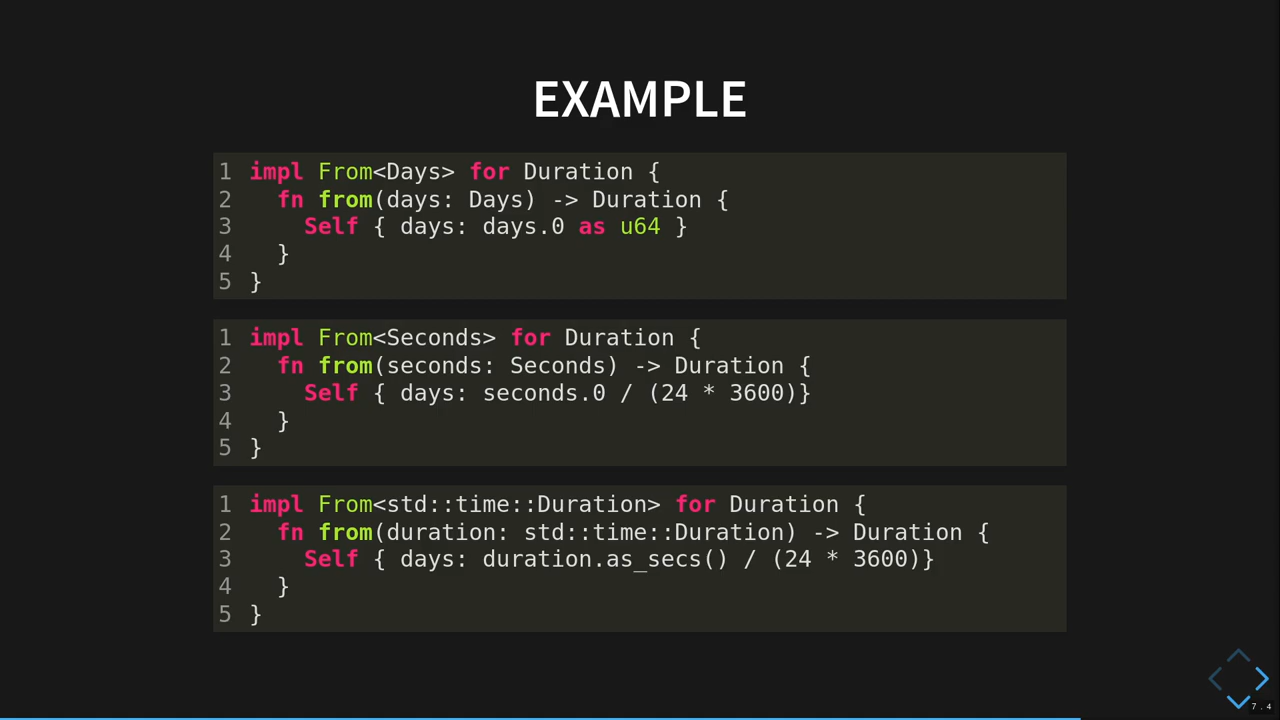 EXAMPLE
1 impl From<Days> for Duration {
2   fn from(days: Days) -> Duration {
3     Self { days: days.0 as u64 }
4   }
5 }
1 impl From<Seconds> for Duration {
2   fn from(seconds: Seconds) -> Duration {
3     Self { days: seconds.0 / (24 * 3600)}
4   }
5 }
1 impl From<std::time::Duration> for Duration {
2   fn from(duration: std::time::Duration) -> Duration {
3     Self { days: duration.as_secs() / (24 * 3600)}
4   }
5 }
7.4